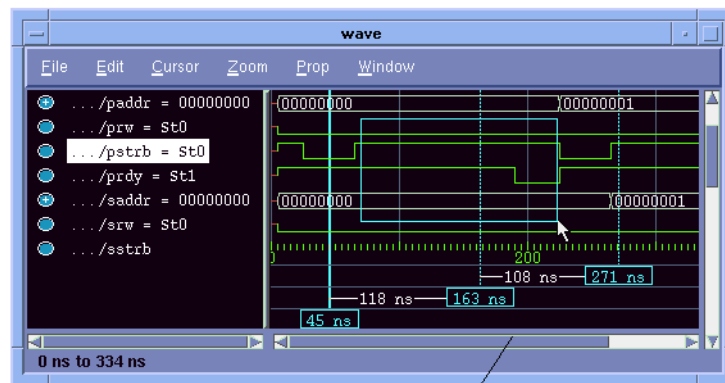 wave
File Edit Cursor Zoom Prop Window
.../paddr = 00000000
.../prw = St0
.../pstrb = St0
.../prdy = St1
.../saddr = 00000000
.../srw = St0
.../sstrb
00000000 00000001
00000000 00000001
0 200
108 ns 271 ns
118 ns 163 ns
45 ns
0 ns to 334 ns